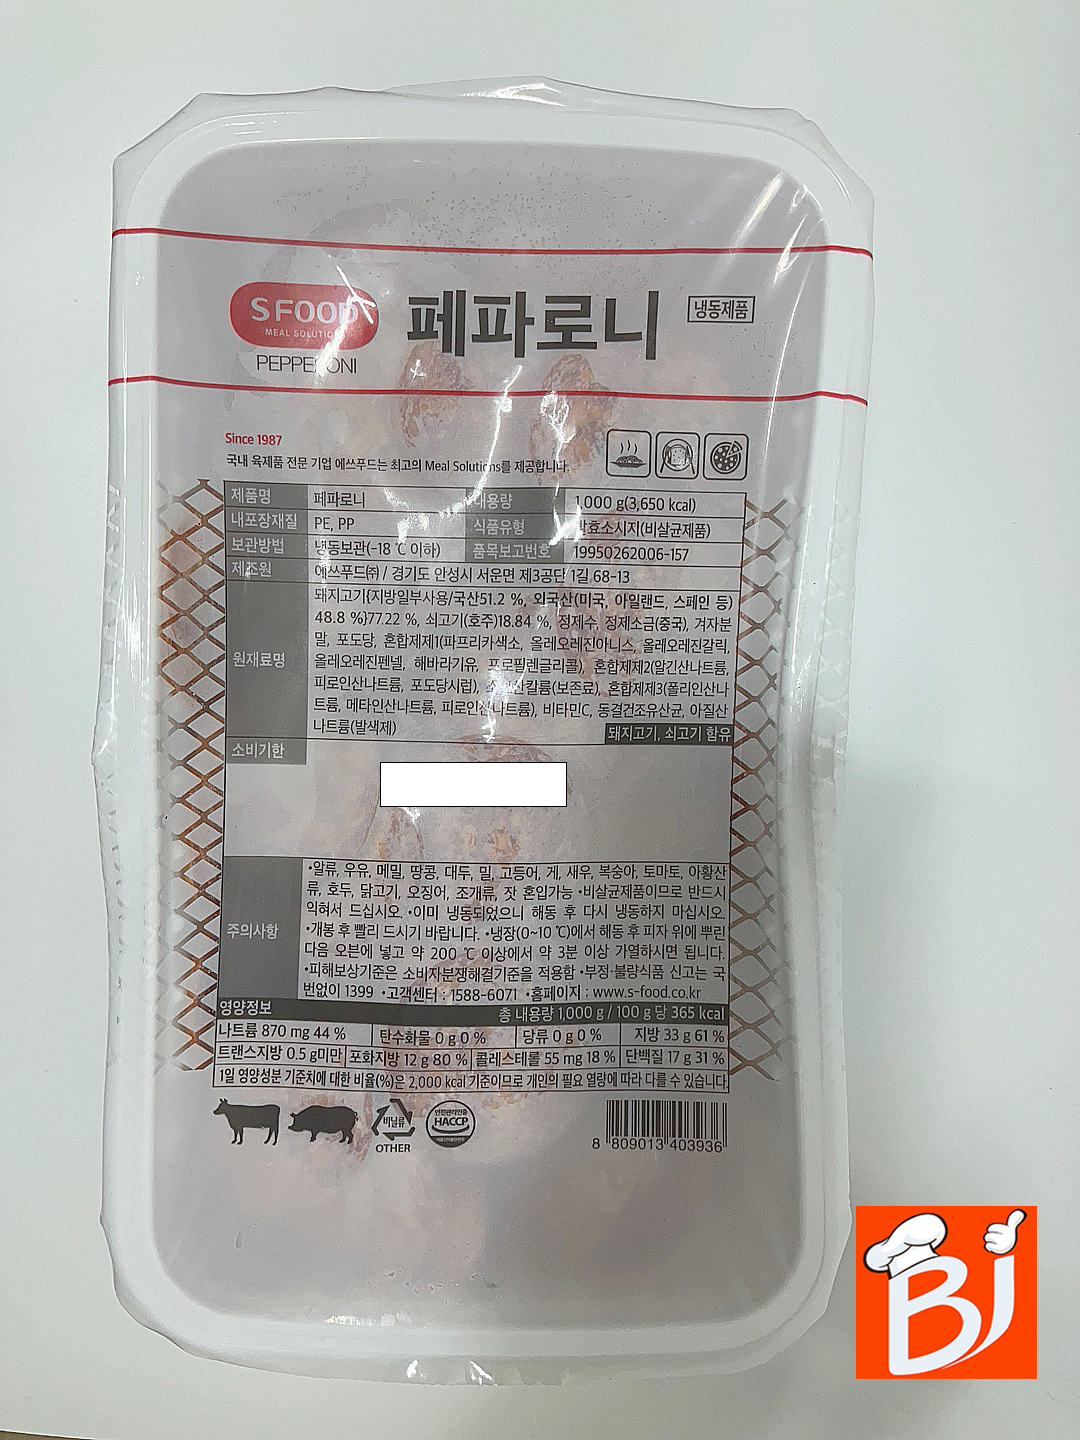 SFOOD
MEAL SOLUTION
PEPPERONI
페파로니
냉동제품
Since 1987
국내 육제품 전문 기업 에쓰푸드는 최고의 Meal Solutions를 제공합니다.
제품명 페파로니 내용량 1,000 g(3,650 kcal)
내포장재질 PE, PP 식품유형 발효소시지(비살균제품)
보관방법 냉동보관(-18 ℃ 이하) 품목보고번호 19950262006-157
제조원 에쓰푸드㈜ / 경기도 안성시 서운면 제3공단 1길 68-13
원재료명
돼지고기{지방일부사용/국산51.2 %, 외국산(미국, 아일랜드, 스페인 등)
48.8 %}77.22 %, 쇠고기(호주)18.84 %, 정제수, 정제소금(중국), 겨자분
말, 포도당, 혼합제제1(파프리카색소, 올레오레진아니스, 올레오레진갈릭,
올레오레진펜넬, 해바라기유, 프로필렌글리콜), 혼합제제2(알긴산나트륨,
피로인산나트륨, 포도당시럽), 소브산칼륨(보존료), 혼합제제3(폴리인산나
트륨, 메타인산나트륨, 피로인산나트륨), 비타민C, 동결건조유산균, 아질산
나트륨(발색제)
돼지고기, 쇠고기 함유
소비기한
주의사항
•알류, 우유, 메밀, 땅콩, 대두, 밀, 고등어, 게, 새우, 복숭아, 토마토, 아황산
류, 호두, 닭고기, 오징어, 조개류, 잣 혼입가능 •비살균제품이므로 반드시
익혀서 드십시오. •이미 냉동되었으니 해동 후 다시 냉동하지 마십시오.
•개봉 후 빨리 드시기 바랍니다. •냉장(0~10 ℃)에서 해동 후 피자 위에 뿌린
다음 오븐에 넣고 약 200 ℃ 이상에서 약 3분 이상 가열하시면 됩니다.
•피해보상기준은 소비자분쟁해결기준을 적용함 •부정·불량식품 신고는 국
번없이 1399 •고객센터 : 1588-6071 •홈페이지 : www.s-food.co.kr
영양정보 총 내용량 1,000 g / 100 g 당 365 kcal
나트륨 870 mg 44 % 탄수화물 0 g 0 % 당류 0 g 0 % 지방 33 g 61 %
트랜스지방 0.5 g미만 포화지방 12 g 80 % 콜레스테롤 55 mg 18 % 단백질 17 g 31 %
1일 영양성분 기준치에 대한 비율(%)은 2,000 kcal 기준이므로 개인의 필요 열량에 따라 다를 수 있습니다.
비닐류
OTHER
안전관리인증
HACCP
8 809013 403936
BJ